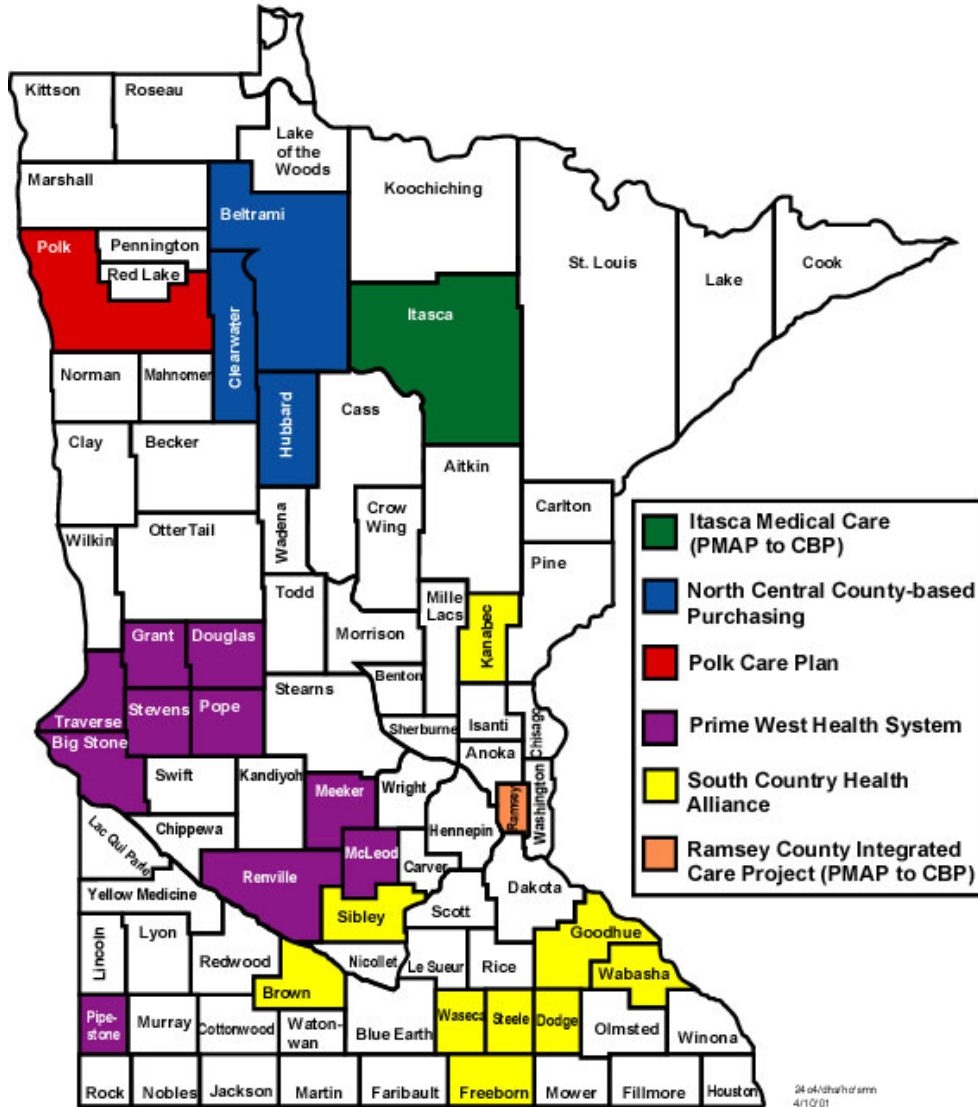 Kittson
Roseau
Lake
of the
Woods
Marshall
Koochiching
Beltrami
Polk
Pennington
Red Lake
St. Louis
Lake
Cook
Itasca
Clearwater
Norman
Mahnomer
Hubbard
Cass
Clay
Becker
Aitkin
Wadena
Crow
Wing
Carlton
Wilkin
OtterTail
Pine
Todd
Mille
Lacs
Morrison
Kanabec
Grant
Douglas
Benton
Stearns
Traverse
Stevens
Pope
Isanti
Chisago
Sherburne
Big Stone
Anoka
Swift
Kandiyoh
Meeker
Wright
Ramsey
Washington
Chippewa
Hennepin
Lac Qui Parle
McLeod
Carver
Renville
Dakota
Yellow Medicine
Sibley
Scott
Lincoln
Lyon
Goodhue
Redwood
Nicollet
Le Sueur
Rice
Wabasha
Brown
Pipe-
stone
Murray
Cottonwood
Waton-
wan
Blue Earth
Waseca
Steele
Dodge
Olmsted
Winona
Rock
Nobles
Jackson
Martin
Faribault
Freeborn
Mower
Fillmore
Houston
Itasca Medical Care
(PMAP to CBP)
North Central County-based
Purchasing
Polk Care Plan
Prime West Health System
South Country Health
Alliance
Ramsey County Integrated
Care Project (PMAP to CBP)
4/10/01